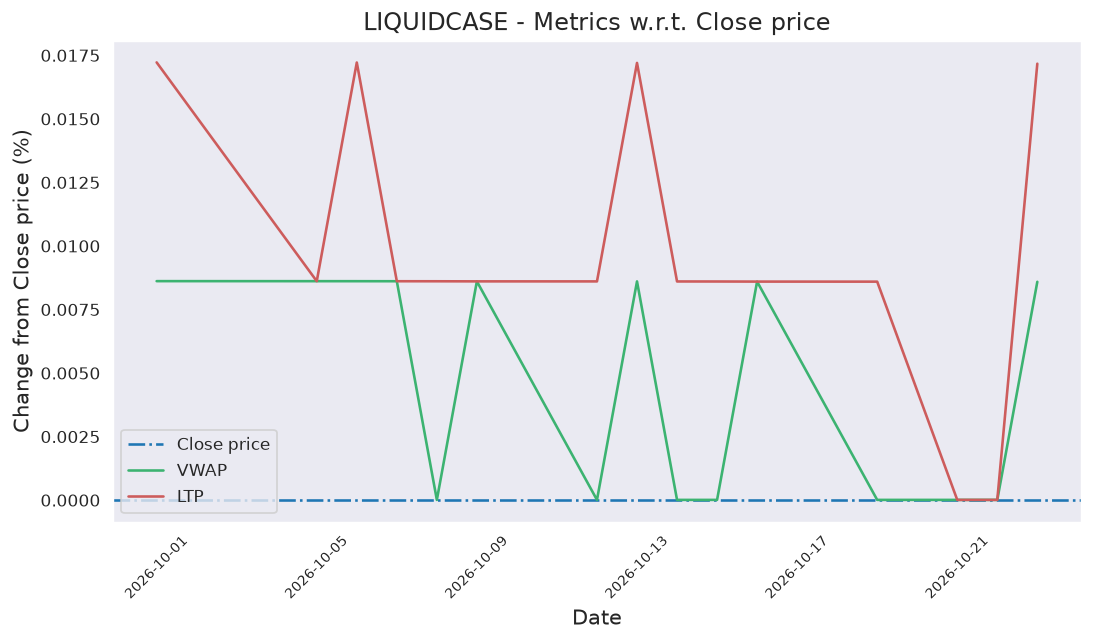 LIQUIDCASE - Metrics w.r.t. Close price
Change from Close price (%)
0.0175
0.0150
0.0125
0.0100
0.0075
0.0050
0.0025
0.0000
Close price
VWAP
LTP
2026-10-01
2026-10-05
2026-10-09
2026-10-13
2026-10-17
2026-10-21
Date